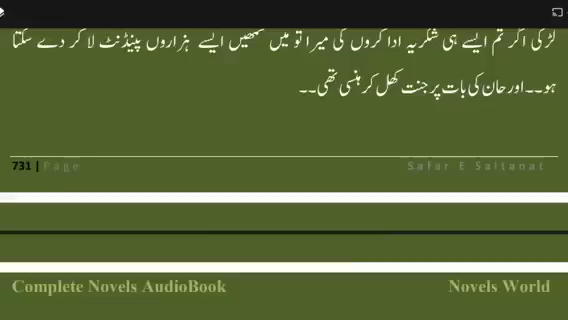 لڑکی اگر تم ایسے ہی شکریہ ادا کروں گی میرا تو میں تمھیں ایسے ہزاروں پینڈنٹ لا کر دے سکتا
ہو۔۔اور حان کی بات پر جنت کھل کر ہنسی تھی۔۔
731 | Page
Safar E Saltanat
Complete Novels AudioBook
Novels World